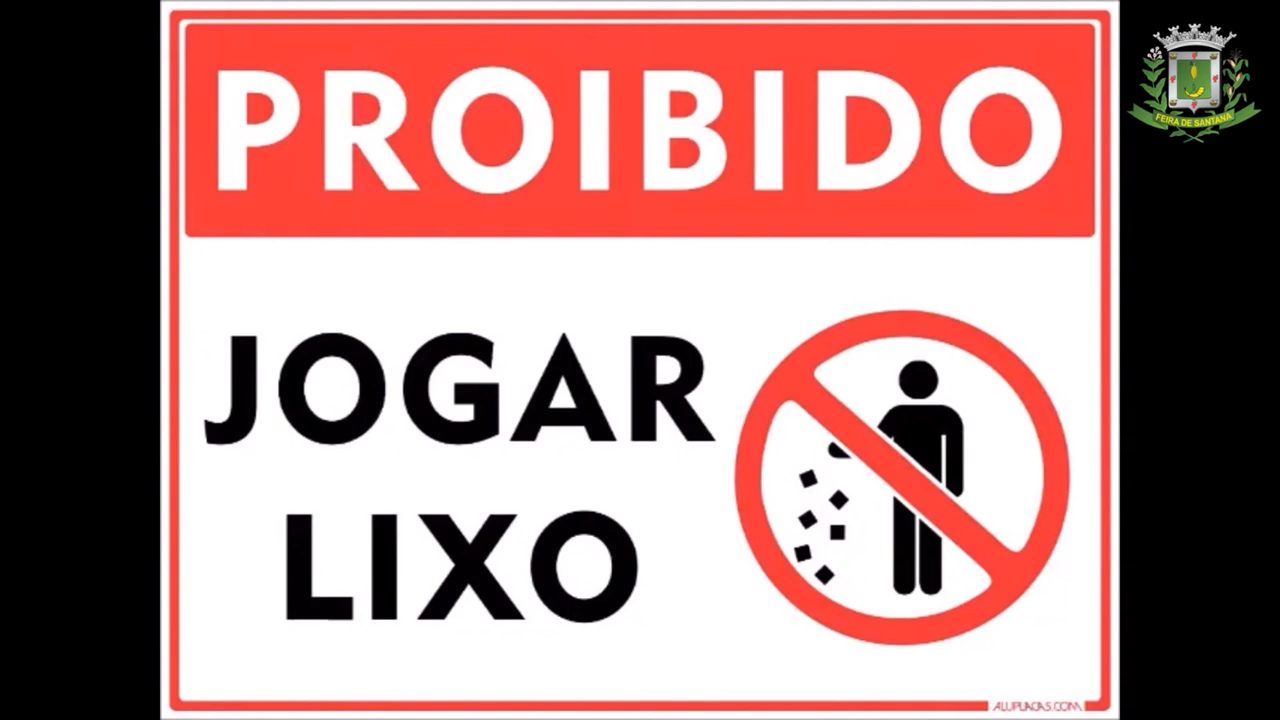 PROIBIDO
FEIRA DE SANTANA
JOGAR
LIXO
ALUPLACAS.COM